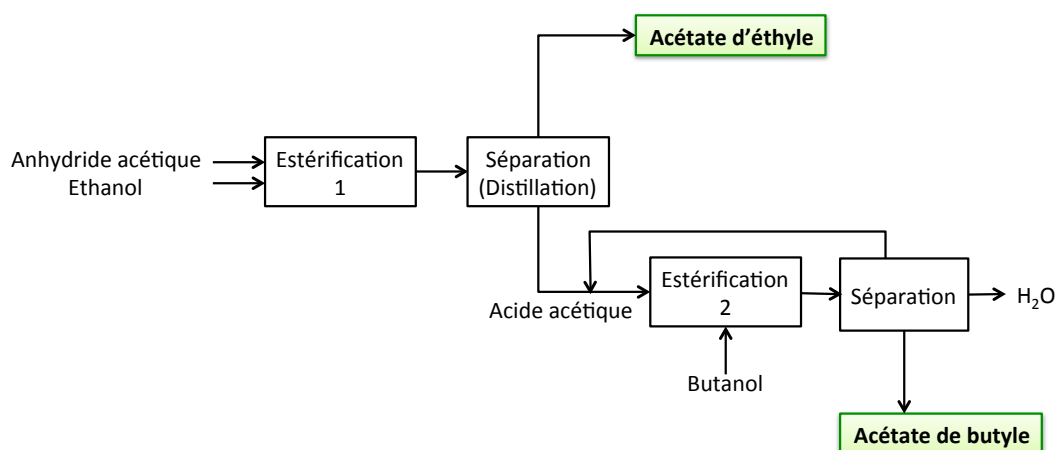 Acétate d'éthyle
Anhydride acétique
Ethanol
Estérification
1
Séparation
(Distillation)
Acide acétique
Estérification
2
Séparation
H₂O
Butanol
Acétate de butyle